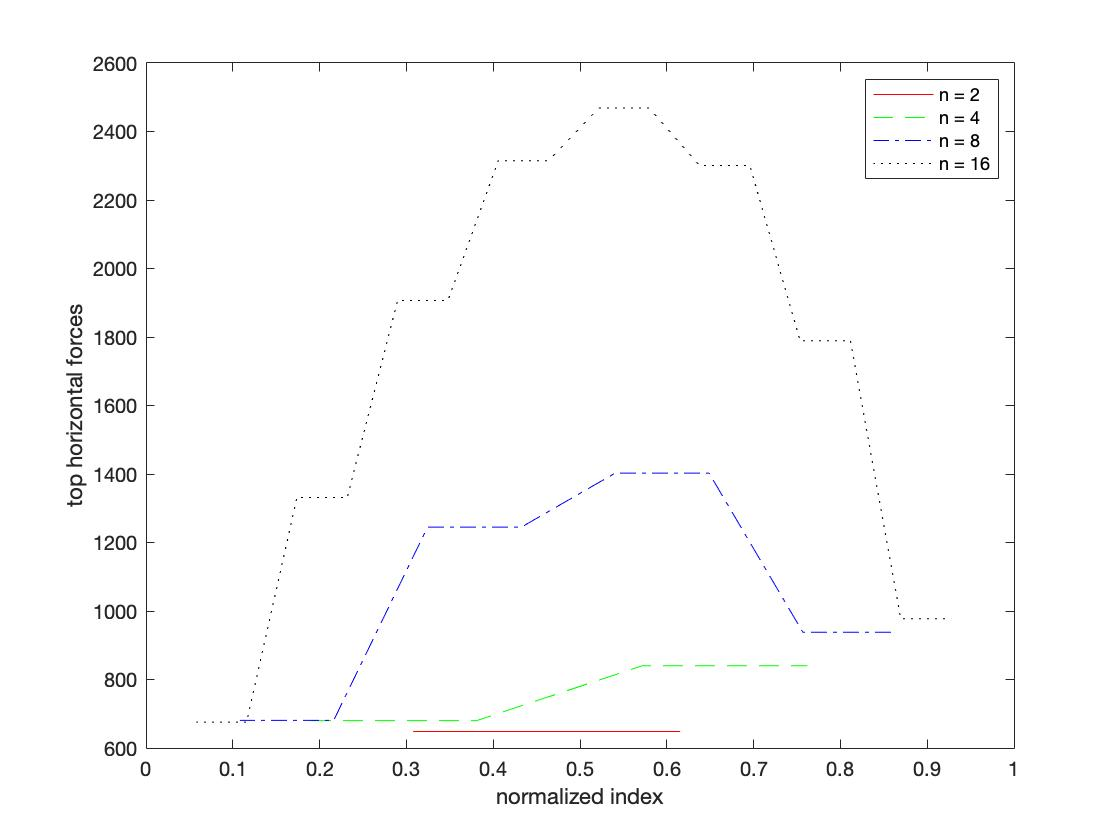 2600
2400
2200
2000
1800
1600
1400
1200
1000
800
600
top horizontal forces
0 0.1 0.2 0.3 0.4 0.5 0.6 0.7 0.8 0.9 1
normalized index
n = 2
n = 4
n = 8
n = 16